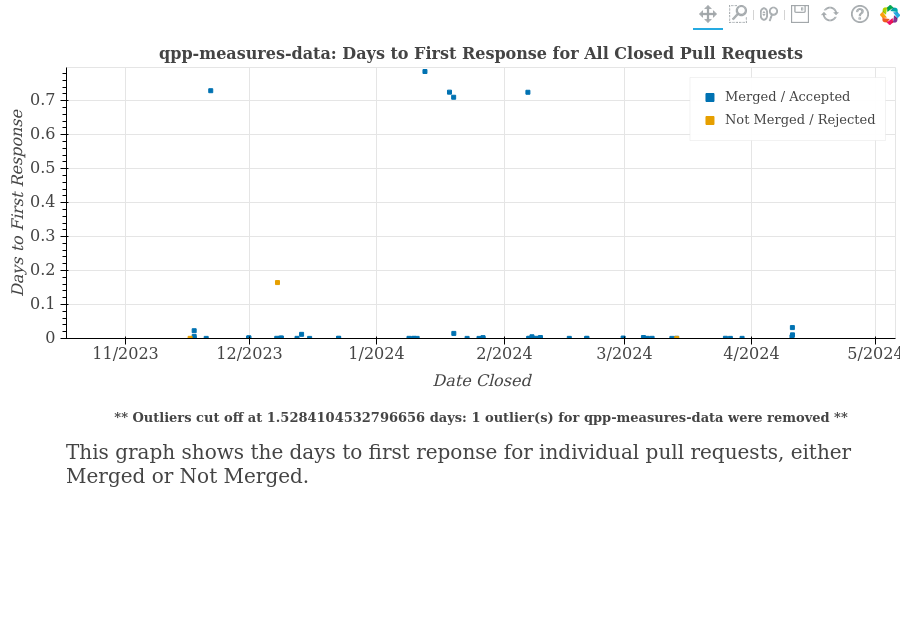 qpp-measures-data: Days to First Response for All Closed Pull Requests
Merged / Accepted
Not Merged / Rejected
Days to First Response
0.7
0.6
0.5
0.4
0.3
0.2
0.1
0
11/2023 12/2023 1/2024 2/2024 3/2024 4/2024 5/2024
Date Closed
** Outliers cut off at 1.5284104532796656 days: 1 outlier(s) for qpp-measures-data were removed **
This graph shows the days to first reponse for individual pull requests, either
Merged or Not Merged.